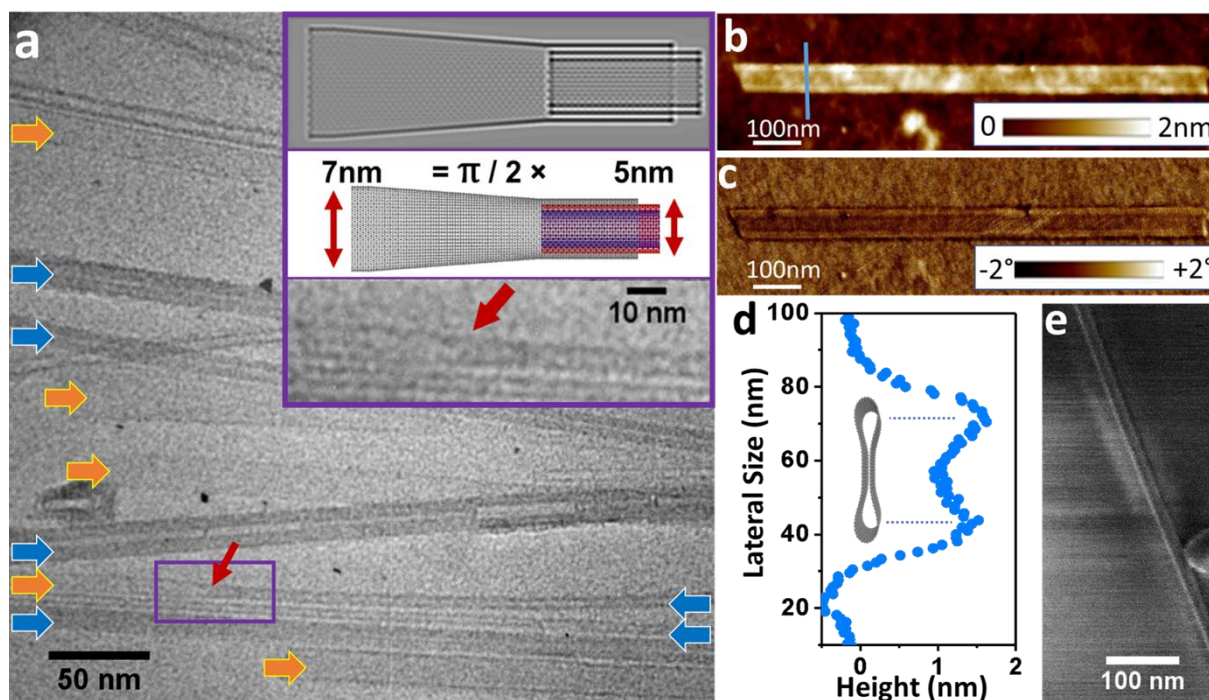 a
7nm = π / 2 × 5nm
10 nm
50 nm
b
100nm
0 2nm
c
100nm
-2° +2°
d
100
80
60
40
20
Lateral Size (nm)
0 1 2
Height (nm)
e
100 nm